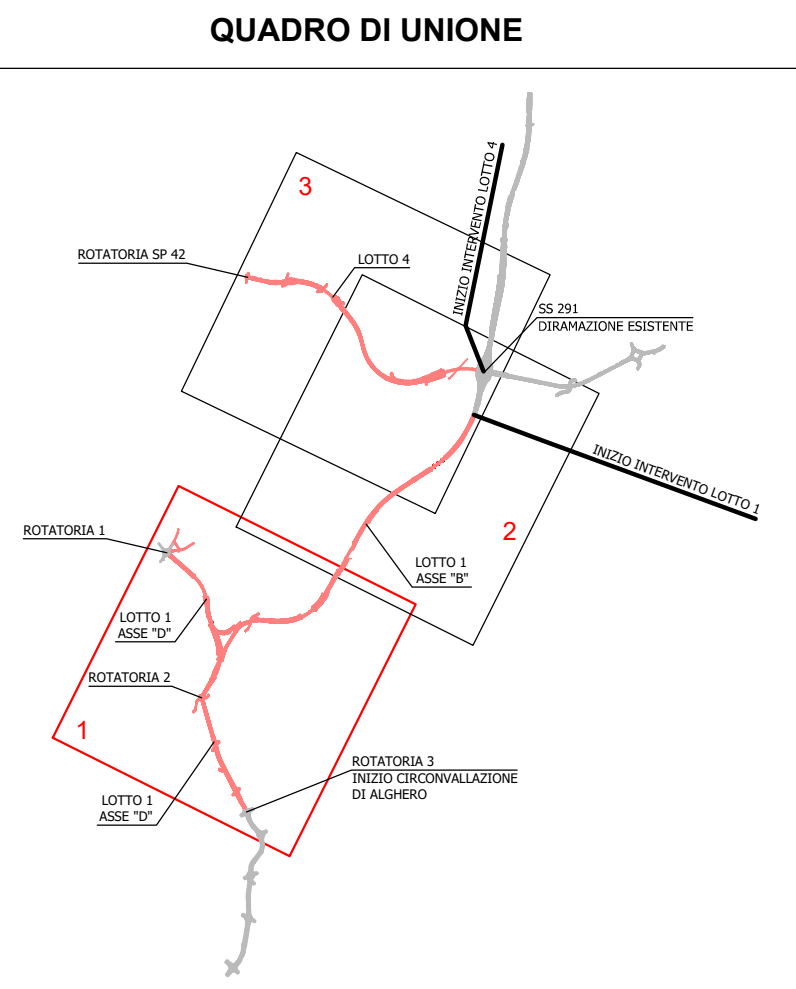 QUADRO DI UNIONE
3
INIZIO INTERVENTO LOTTO 4
ROTATORIA SP 42
LOTTO 4
SS 291
DIRAMAZIONE ESISTENTE
INIZIO INTERVENTO LOTTO 1
2
ROTATORIA 1
LOTTO 1
ASSE "B"
LOTTO 1
ASSE "D"
ROTATORIA 2
1
ROTATORIA 3
INIZIO CIRCONVALLAZIONE
DI ALGHERO
LOTTO 1
ASSE "D"